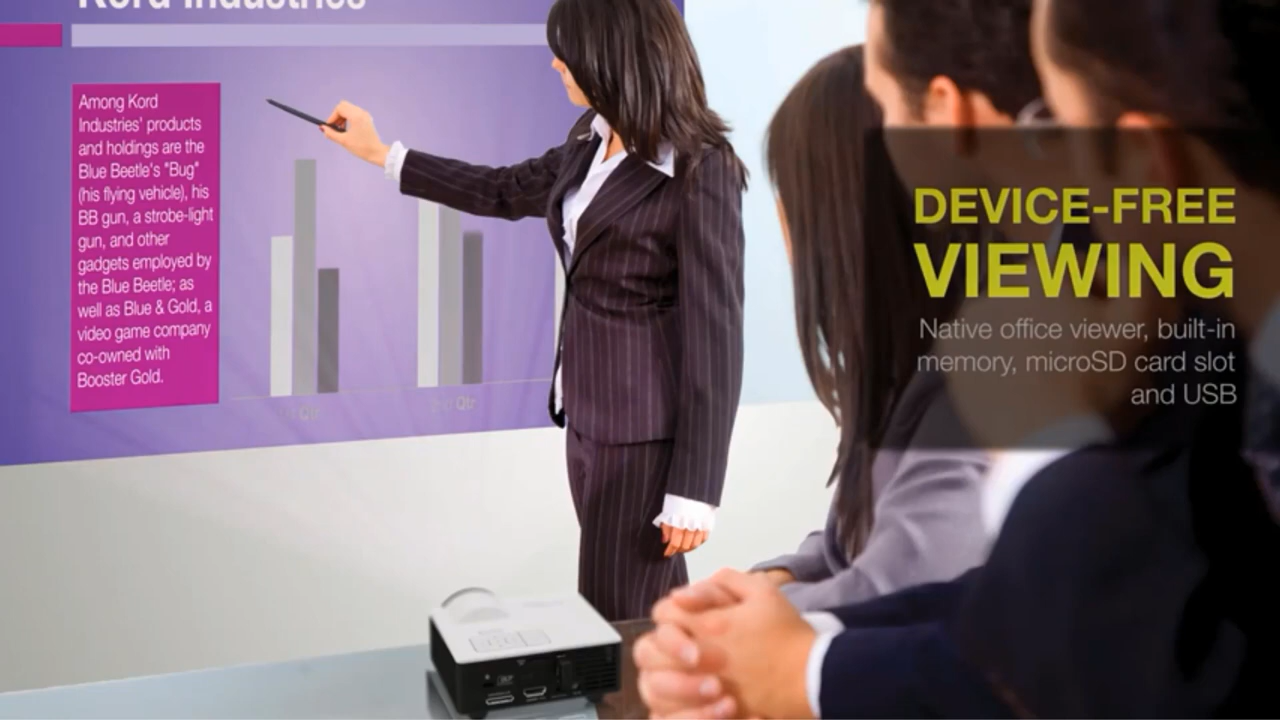 Kord Industries
Among Kord
Industries' products
and holdings are the
Blue Beetle's "Bug"
(his flying vehicle), his
BB gun, a strobe-light
gun, and other
gadgets employed by
the Blue Beetle; as
well as Blue & Gold, a
video game company
co-owned with
Booster Gold.
Qtr
Qtr
DEVICE-FREE
VIEWING
Native office viewer, built-in
memory, microSD card slot
and USB